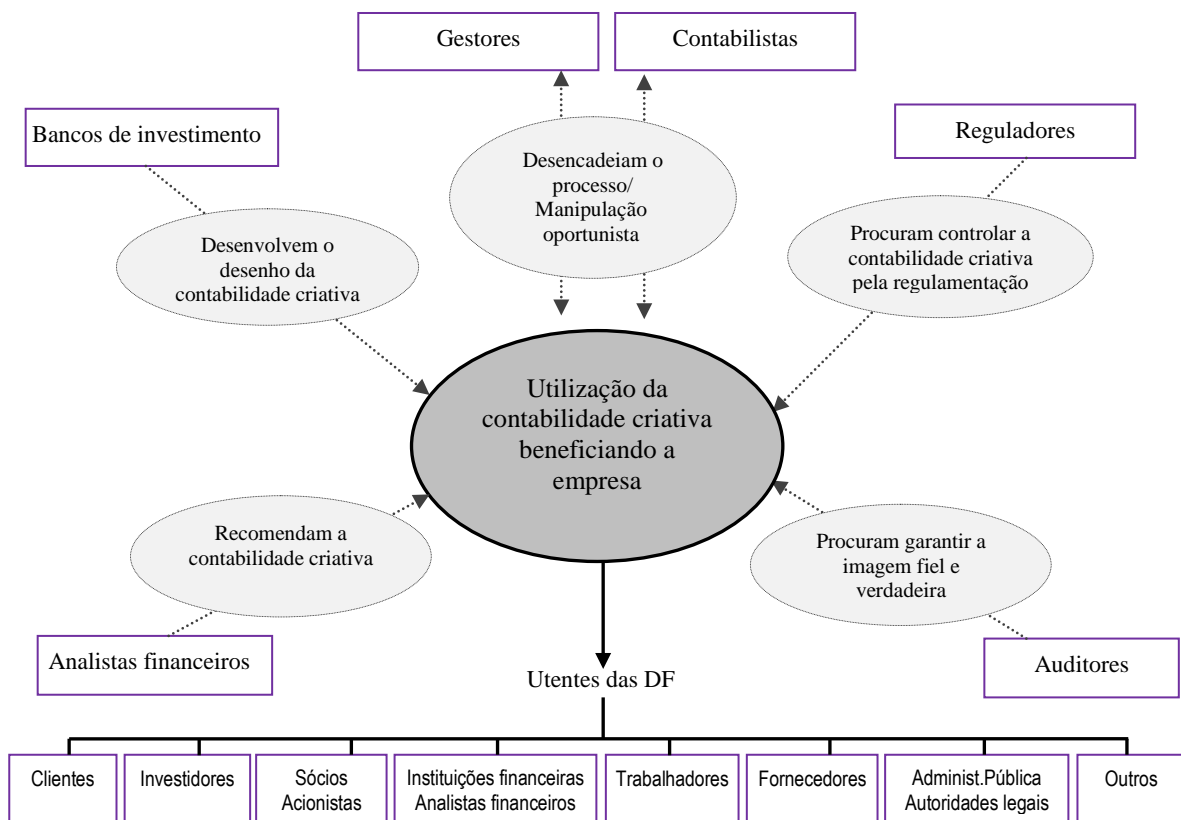 Gestores
Contabilistas
Bancos de investimento
Reguladores
Desencadeiam o
processo/
Manipulação
oportunista
Desenvolvem o
desenho da
contabilidade criativa
Procuram controlar a
contabilidade criativa
pela regulamentação
Utilização da
contabilidade criativa
beneficiando a
empresa
Recomendam a
contabilidade criativa
Procuram garantir a
imagem fiel e
verdadeira
Analistas financeiros
Auditores
Utentes das DF
Clientes
Investidores
Sócios
Acionistas
Instituições financeiras
Analistas financeiros
Trabalhadores
Fornecedores
Administ.Pública
Autoridades legais
Outros